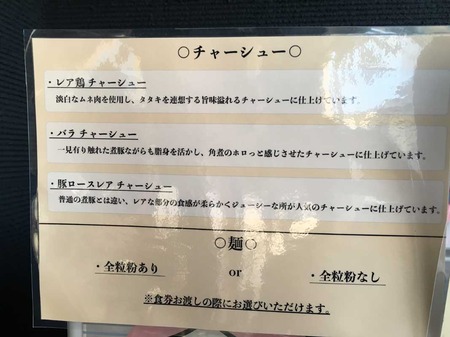 ○チャーシュー○
・レア鶏 チャーシュー
淡白なムネ肉を使用し、タタキを連想する旨味溢れるチャーシューに仕上げています。
・バラ チャーシュー
一見有り触れた煮豚ながらも脂身を活かし、角煮のホロっと感じさせたチャーシューに仕上げています。
・豚ロースレア チャーシュー
普通の煮豚とは違い、レアな部分の食感が柔らかくジューシーな所が人気のチャーシューに仕上げています。
○麺○
・全粒粉あり or ・全粒粉なし
※食券お渡しの際にお選びいただけます。